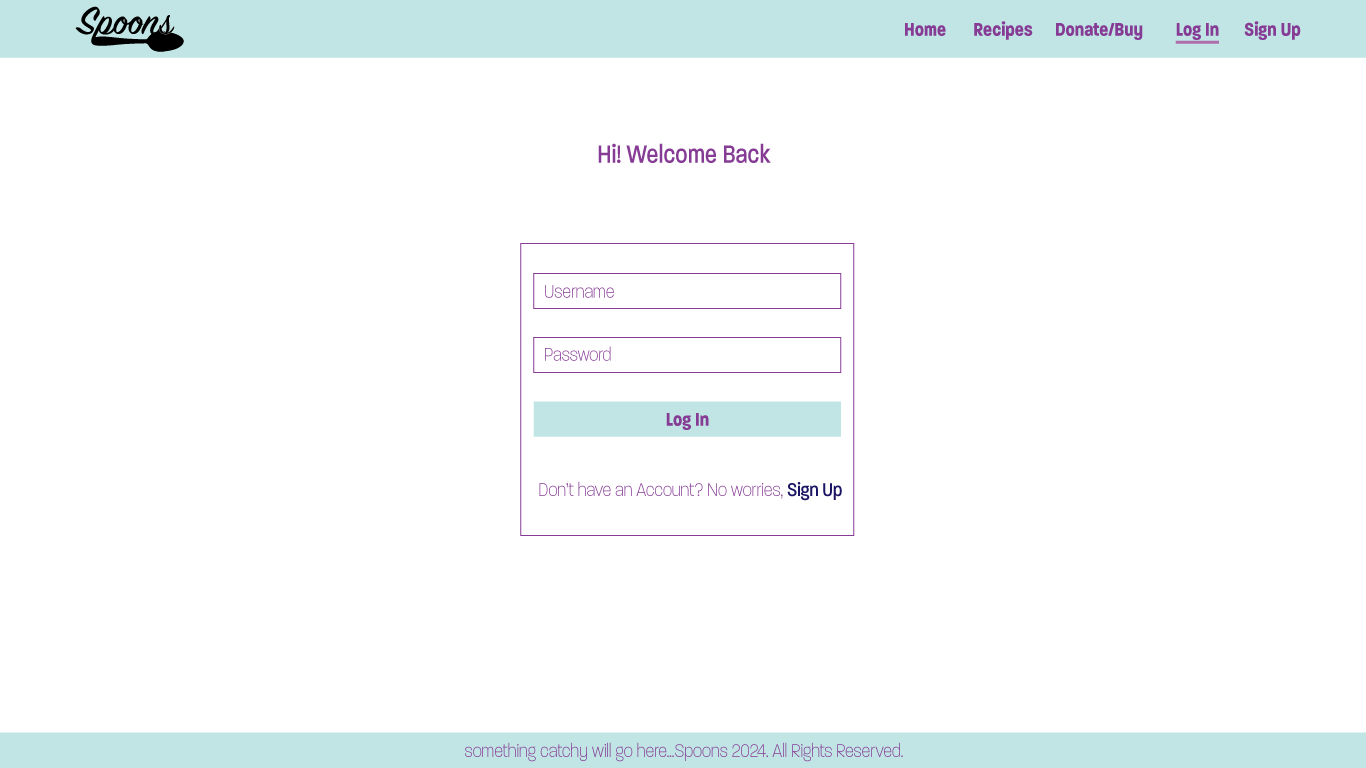 Spoons
Home Recipes Donate/Buy Log In Sign Up
Hi! Welcome Back
Username
Password
Log In
Don't have an Account? No worries, Sign Up
something catchy will go here...Spoons 2024. All Rights Reserved.